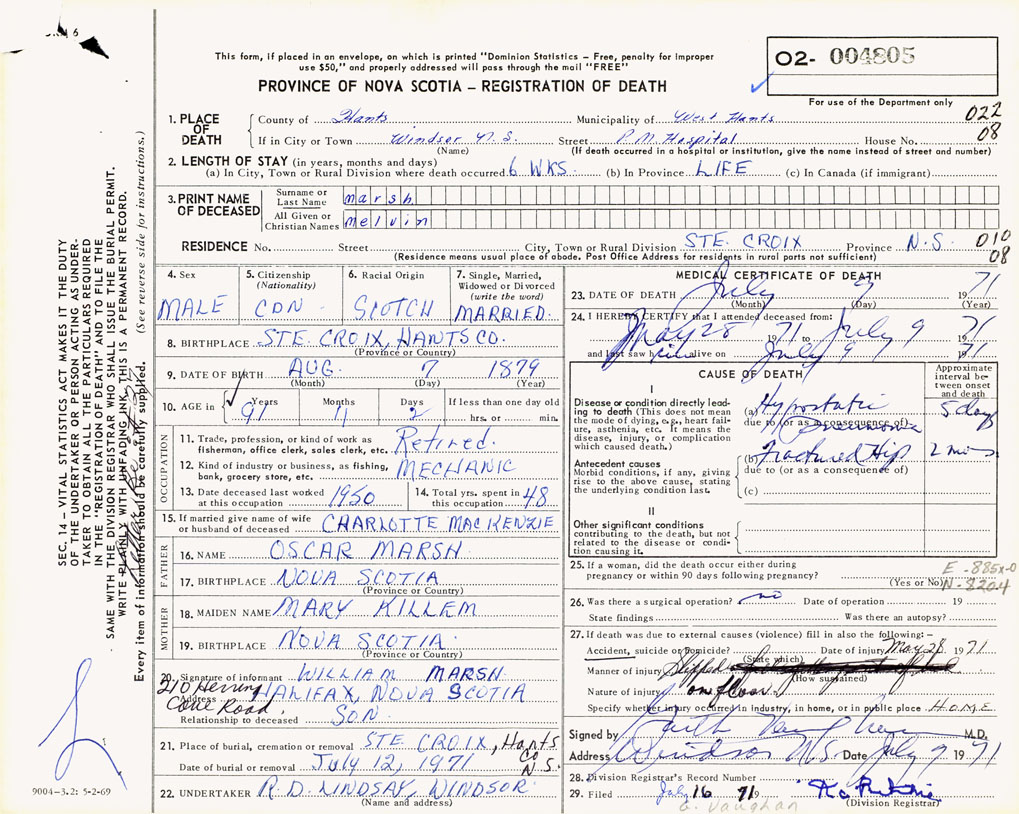 This form, if placed in an envelope, on which is printed "Dominion Statistics – Free, penalty for improper
use $50," and properly addressed will pass through the mail "FREE"
O2- 004805
PROVINCE OF NOVA SCOTIA – REGISTRATION OF DEATH
For use of the Department only
1. PLACE OF DEATH
County of Hants Municipality of West Hants 022
If in City or Town Windsor N.S. Street P.M. Hospital House No. 08
(Name) (If death occurred in a hospital or institution, give the name instead of street and number)
2. LENGTH OF STAY (in years, months and days)
(a) In City, Town or Rural Division where death occurred 6 WKS. (b) In Province LIFE (c) In Canada (if immigrant)
3. PRINT NAME OF DECEASED
Surname or Last Name marsh
All Given or Christian Names melvin
RESIDENCE No. Street City, Town or Rural Division STE. CROIX Province N.S. 010
(Residence means usual place of abode. Post Office Address for residents in rural parts not sufficient) 08
4. Sex MALE
5. Citizenship (Nationality) CDN
6. Racial Origin SCOTCH
7. Single, Married, Widowed or Divorced (write the word) MARRIED.
8. BIRTHPLACE STE. CROIX, HANTS CO.
(Province or Country)
9. DATE OF BIRTH AUG. 7 1879
(Month) (Day) (Year)
10. AGE in Years Months Days If less than one day old
91 11 2 hrs. or min.
OCCUPATION
11. Trade, profession, or kind of work as
fisherman, office clerk, sales clerk, etc. Retired.
12. Kind of industry or business, as fishing,
bank, grocery store, etc. MECHANIC
13. Date deceased last worked at this occupation 1950
14. Total yrs. spent in this occupation 48
15. If married give name of wife
or husband of deceased CHARLOTTE MACKENZIE
FATHER
16. NAME OSCAR MARSH
17. BIRTHPLACE NOVA SCOTIA
(Province or Country)
MOTHER
18. MAIDEN NAME MARY KILLEM
19. BIRTHPLACE NOVA SCOTIA
(Province or Country)
20. Signature of informant WILLIAM MARSH
210 Herring Cove Road.
Address HALIFAX, NOVA SCOTIA
Relationship to deceased SON
21. Place of burial, cremation or removal STE. CROIX, Hants Co N.S.
Date of burial or removal JULY 12, 1971
22. UNDERTAKER R.D. LINDSAY, WINDSOR
(Name and address)
MEDICAL CERTIFICATE OF DEATH
23. DATE OF DEATH July 9 1971
(Month) (Day) (Year)
24. I HEREBY CERTIFY that I attended deceased from:
May 28 1971 to July 9 1971
and last saw him alive on July 9 1971
CAUSE OF DEATH
Approximate interval between onset and death
I
Disease or condition directly leading to death (This does not mean
the mode of dying, e.g., heart failure, asthenia, etc. It means the
disease, injury, or complication
which caused death.)
(a) Hypostatic Pneumonia 5 days
due to (or as a consequence of)
Antecedent causes
Morbid conditions, if any, giving
rise to the above cause, stating
the underlying condition last.
(b) Fractured Hip 2 mos
due to (or as a consequence of)
(c)
II
Other significant conditions
contributing to the death, but not
related to the disease or condition causing it.
25. If a woman, did the death occur either during
pregnancy or within 90 days following pregnancy?
(Yes or No)
E-885X-0
N-8204
26. Was there a surgical operation? no Date of operation 19
State findings Was there an autopsy?
27. If death was due to external causes (violence) fill in also the following:–
Accident, suicide or homicide? Date of injury May 28 1971
(State which)
Manner of injury Slipped
(How sustained)
Nature of injury on floor.
Specify whether injury occurred in industry, in home, or in public place HOME
Signed by M.D.
Address Windsor N.S. Date July 9 1971
28. Division Registrar's Record Number
29. Filed July 16 1971
(Division Registrar)
E. Vaughan
SEC. 14 – VITAL STATISTICS ACT MAKES IT THE DUTY
OF THE UNDERTAKER OR PERSON ACTING AS UNDERTAKER TO OBTAIN ALL THE PARTICULARS REQUIRED
IN THE "REGISTRATION OF DEATH" AND TO FILE THE
SAME WITH THE DIVISION REGISTRAR WHO SHALL ISSUE THE BURIAL PERMIT.
WRITE PLAINLY WITH UNFADING INK, THIS IS A PERMANENT RECORD.
Every item of information should be carefully supplied. (See reverse side for instructions.)
9004–3.2: 5-2-69